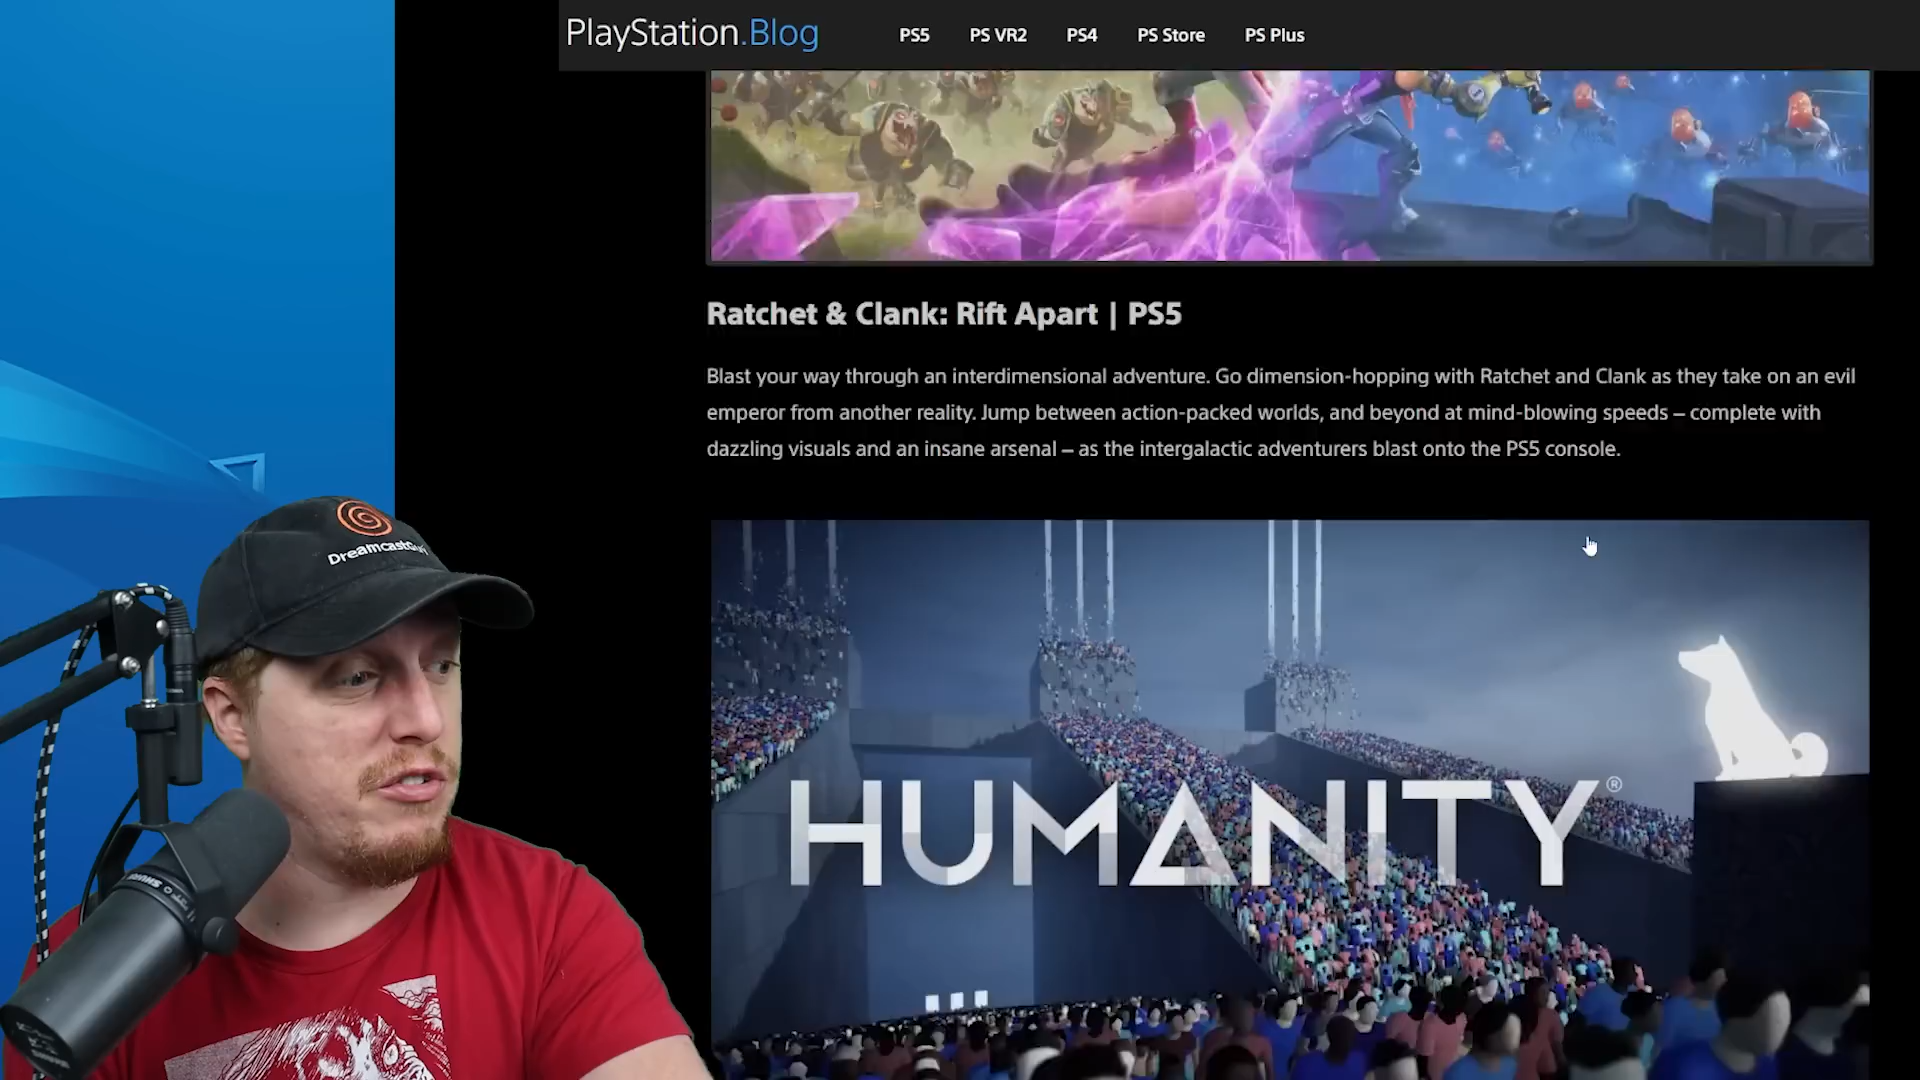 PlayStation.Blog
PS5 PS VR2 PS4 PS Store PS Plus
Ratchet & Clank: Rift Apart | PS5
Blast your way through an interdimensional adventure. Go dimension-hopping with Ratchet and Clank as they take on an evil
emperor from another reality. Jump between action-packed worlds, and beyond at mind-blowing speeds – complete with
dazzling visuals and an insane arsenal – as the intergalactic adventurers blast onto the PS5 console.
HUMANITY®
DreamcastGuy
SHURE